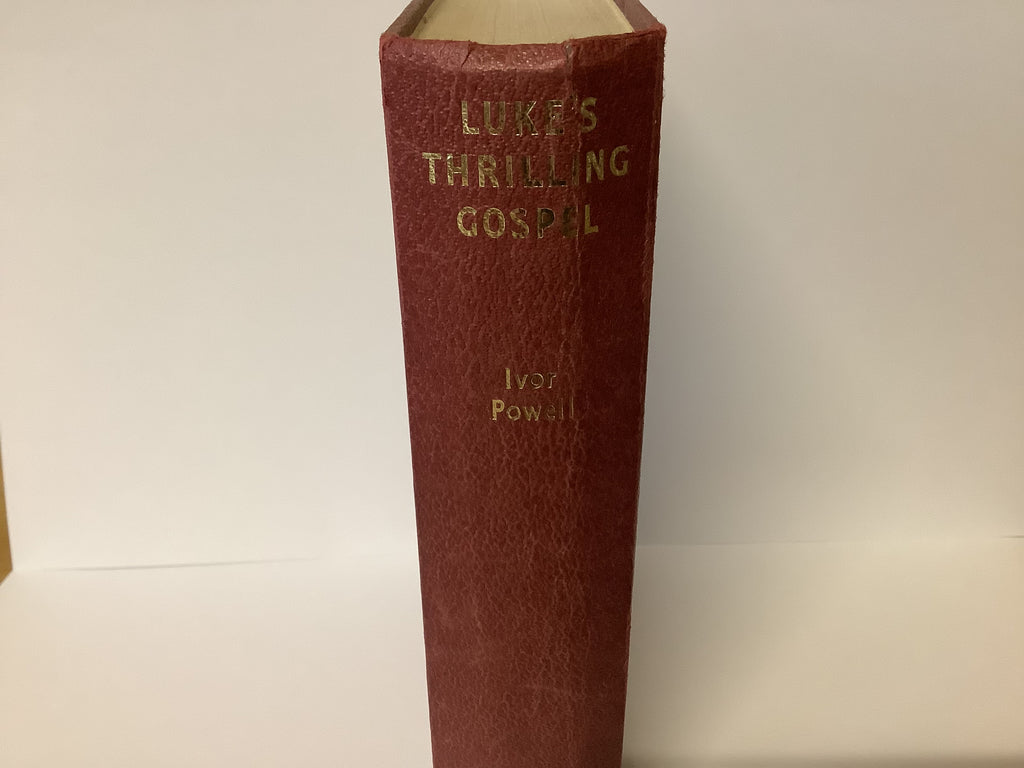 LUKE'S
THRILLING
GOSPEL
Ivor
Powell